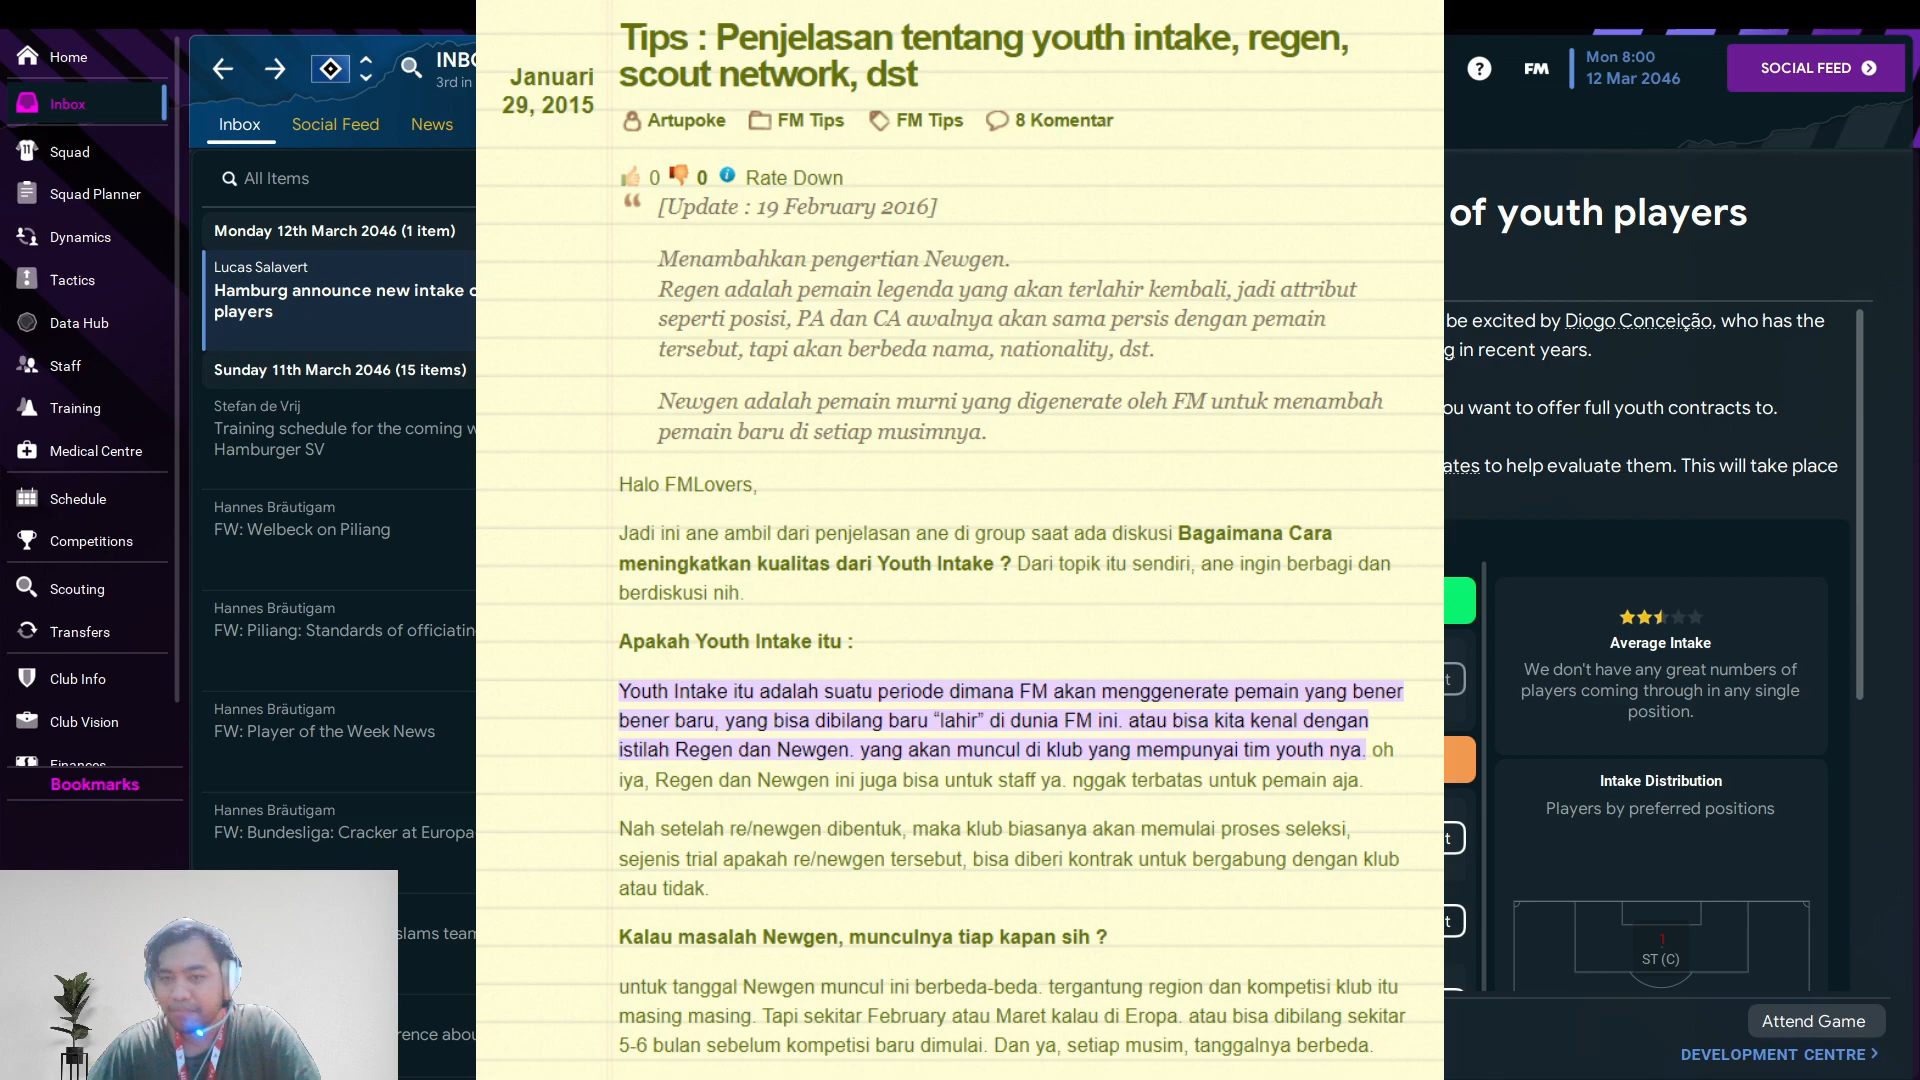 Home
Inbox
Squad
Squad Planner
Dynamics
Tactics
Data Hub
Staff
Training
Medical Centre
Schedule
Competitions
Scouting
Transfers
Club Info
Club Vision
Finances
Bookmarks
3rd in
Inbox
Social Feed
News
All Items
Monday 12th March 2046 (1 item)
Lucas Salavert
Hamburg announce new intake
players
Sunday 11th March 2046 (15 items)
Stefan de Vrij
Training schedule for the coming
Hamburger SV
Hannes Bräutigam
FW: Welbeck on Piliang
Hannes Bräutigam
FW: Piliang: Standards of
Hannes Bräutigam
FW: Player of the Week News
Hannes Bräutigam
FW: Bundesliga: Cracker at Europa
Januari
29, 2015
Tips : Penjelasan tentang youth intake, regen,
scout network, dst
Artupoke
FM Tips
FM Tips
8 Komentar
0
0
Rate Down
[Update : 19 February 2016]
Menambahkan pengertian Newgen.
Regen adalah pemain legenda yang akan terlahir kembali, jadi attribut
seperti posisi, PA dan CA awalnya akan sama persis dengan pemain
tersebut, tapi akan berbeda nama, nationality, dst.
Newgen adalah pemain murni yang digenerate oleh FM untuk menambah
pemain baru di setiap musimnya.
Halo FMLovers,
Jadi ini ane ambil dari penjelasan ane di group saat ada diskusi Bagaimana Cara
meningkatkan kualitas dari Youth Intake ? Dari topik itu sendiri, ane ingin berbagi dan
berdiskusi nih.
Apakah Youth Intake itu :
Youth Intake itu adalah suatu periode dimana FM akan menggenerate pemain yang bener
bener baru, yang bisa dibilang baru “lahir” di dunia FM ini. atau bisa kita kenal dengan
istilah Regen dan Newgen. yang akan muncul di klub yang mempunyai tim youth nya. oh
iya, Regen dan Newgen ini juga bisa untuk staff ya. nggak terbatas untuk pemain aja.
Nah setelah re/newgen dibentuk, maka klub biasanya akan memulai proses seleksi,
sejenis trial apakah re/newgen tersebut, bisa diberi kontrak untuk bergabung dengan klub
atau tidak.
Kalau masalah Newgen, munculnya tiap kapan sih ?
untuk tanggal Newgen muncul ini berbeda-beda. tergantung region dan kompetisi klub itu
masing masing. Tapi sekitar February atau Maret kalau di Eropa. atau bisa dibilang sekitar
5-6 bulan sebelum kompetisi baru dimulai. Dan ya, setiap musim, tanggalnya berbeda.
?
FM
Mon 8:00
12 Mar 2046
SOCIAL FEED
of youth players
be excited by Diogo Conceição, who has the
in recent years.
want to offer full youth contracts to.
to help evaluate them. This will take place
Average Intake
We don't have any great numbers of
players coming through in any single
position.
Intake Distribution
Players by preferred positions
1
ST (C)
Attend Game
DEVELOPMENT CENTRE